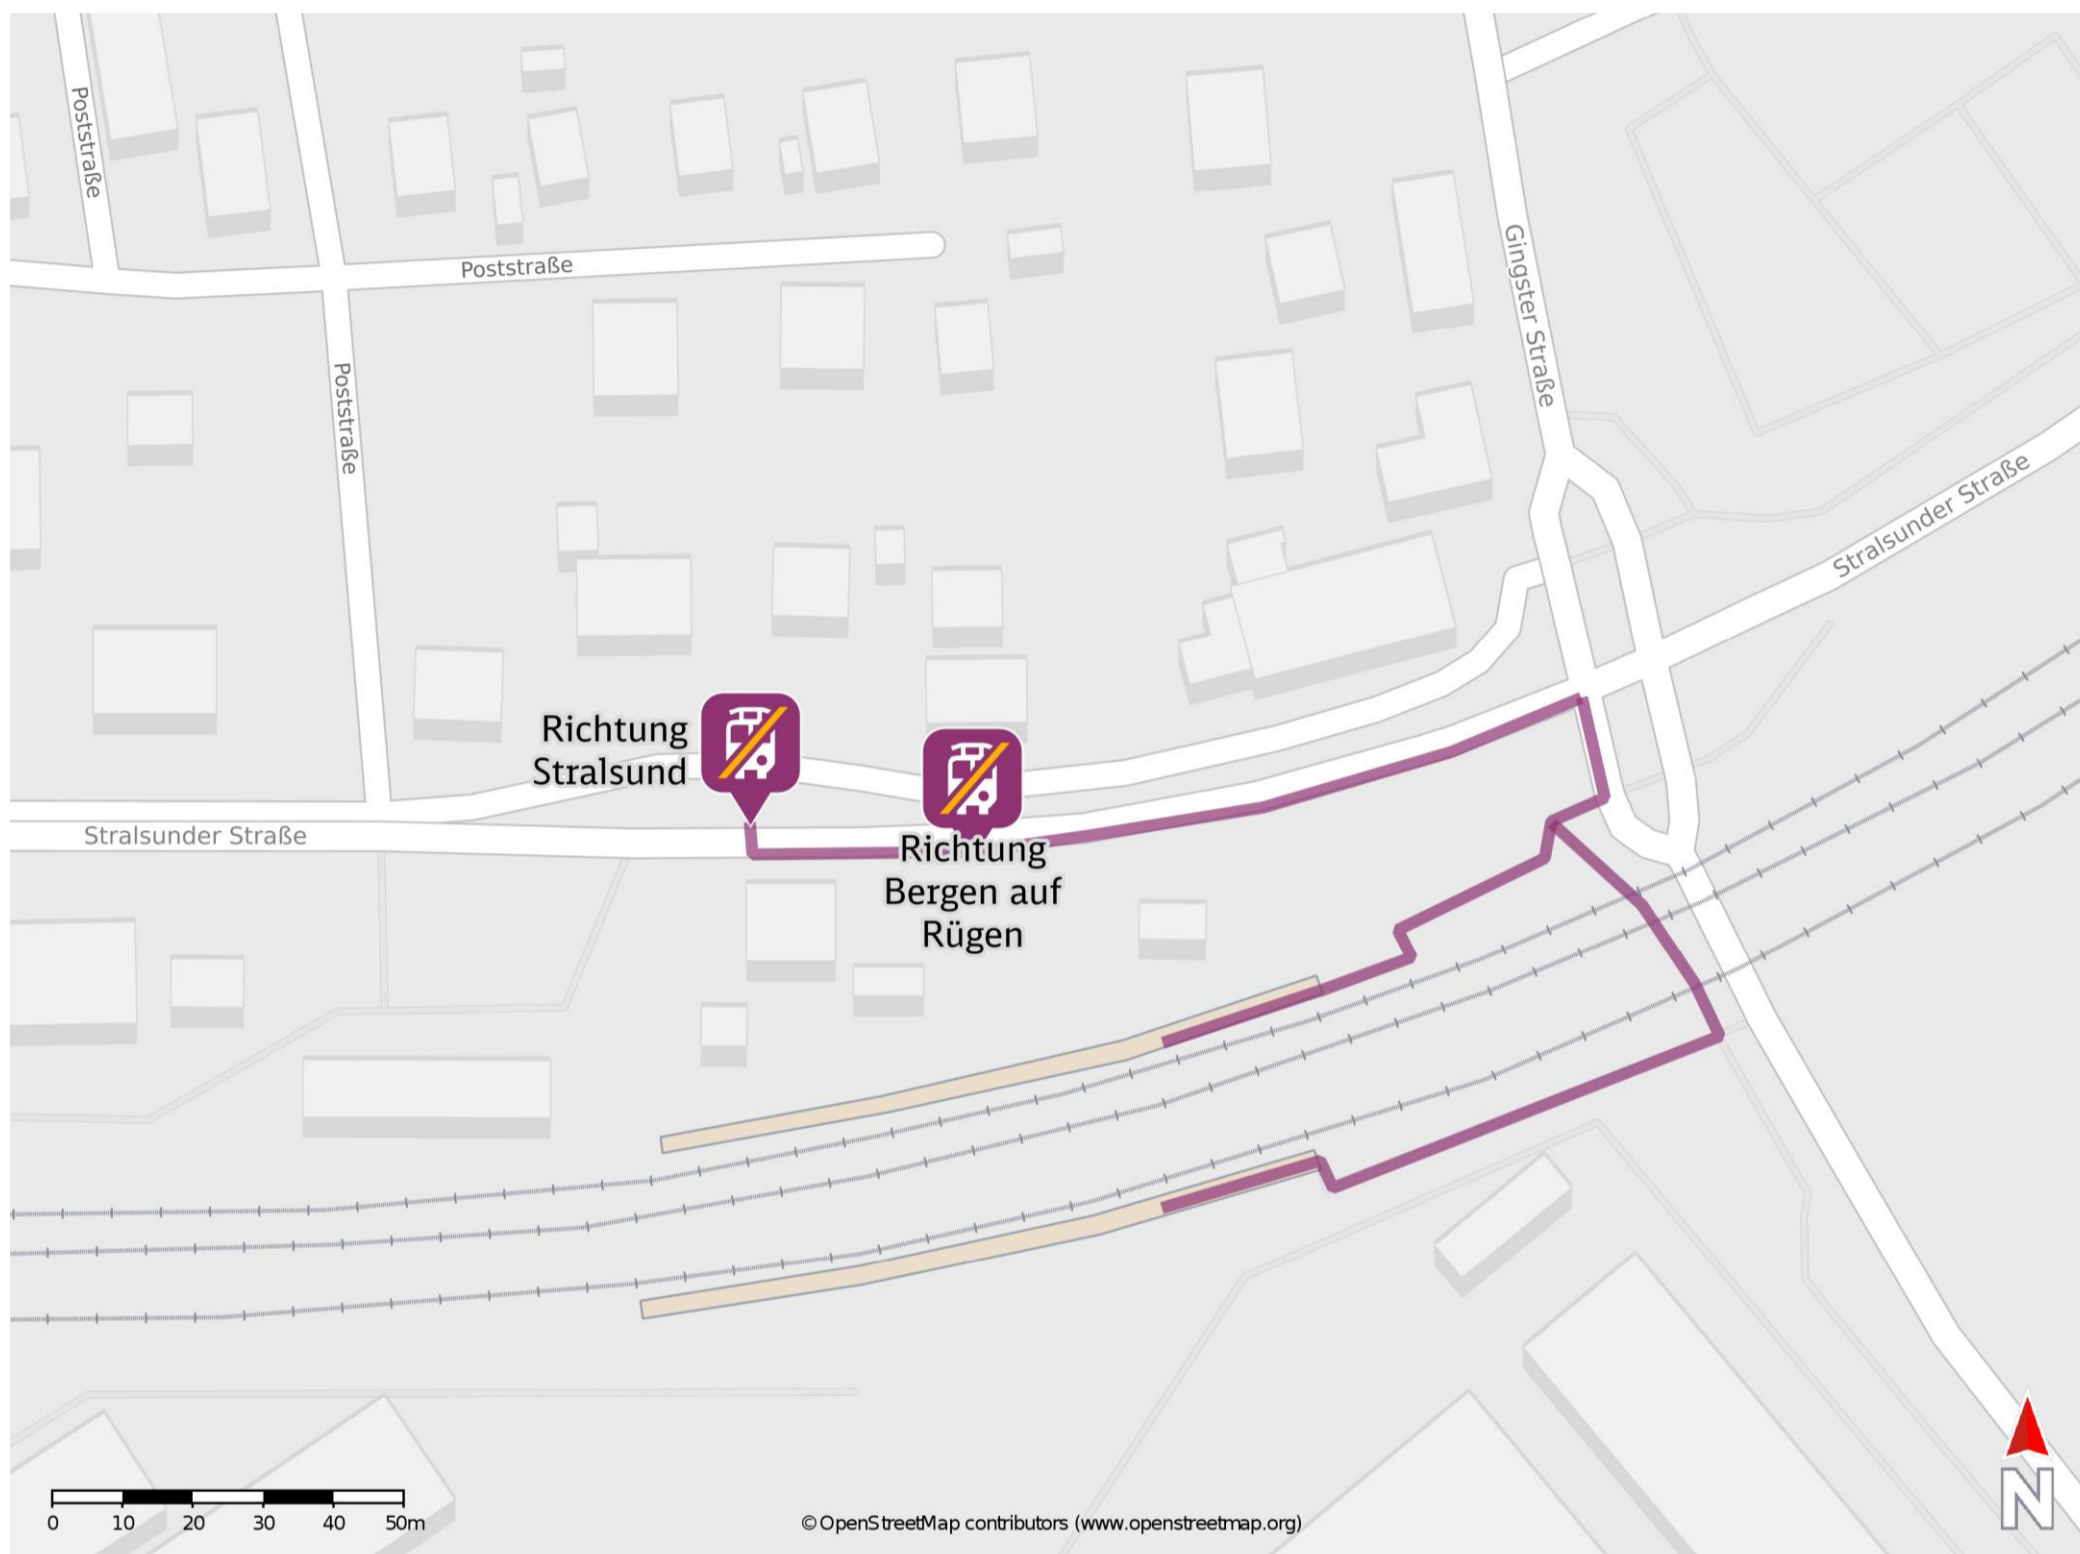 Poststraße
Gingster Straße
Poststraße
Poststraße
Stralsunder Straße
Richtung
Stralsund
Stralsunder Straße
Richtung
Bergen auf
Rügen
N
0 10 20 30 40 50m
©OpenStreetMap contributors (www.openstreetmap.org)